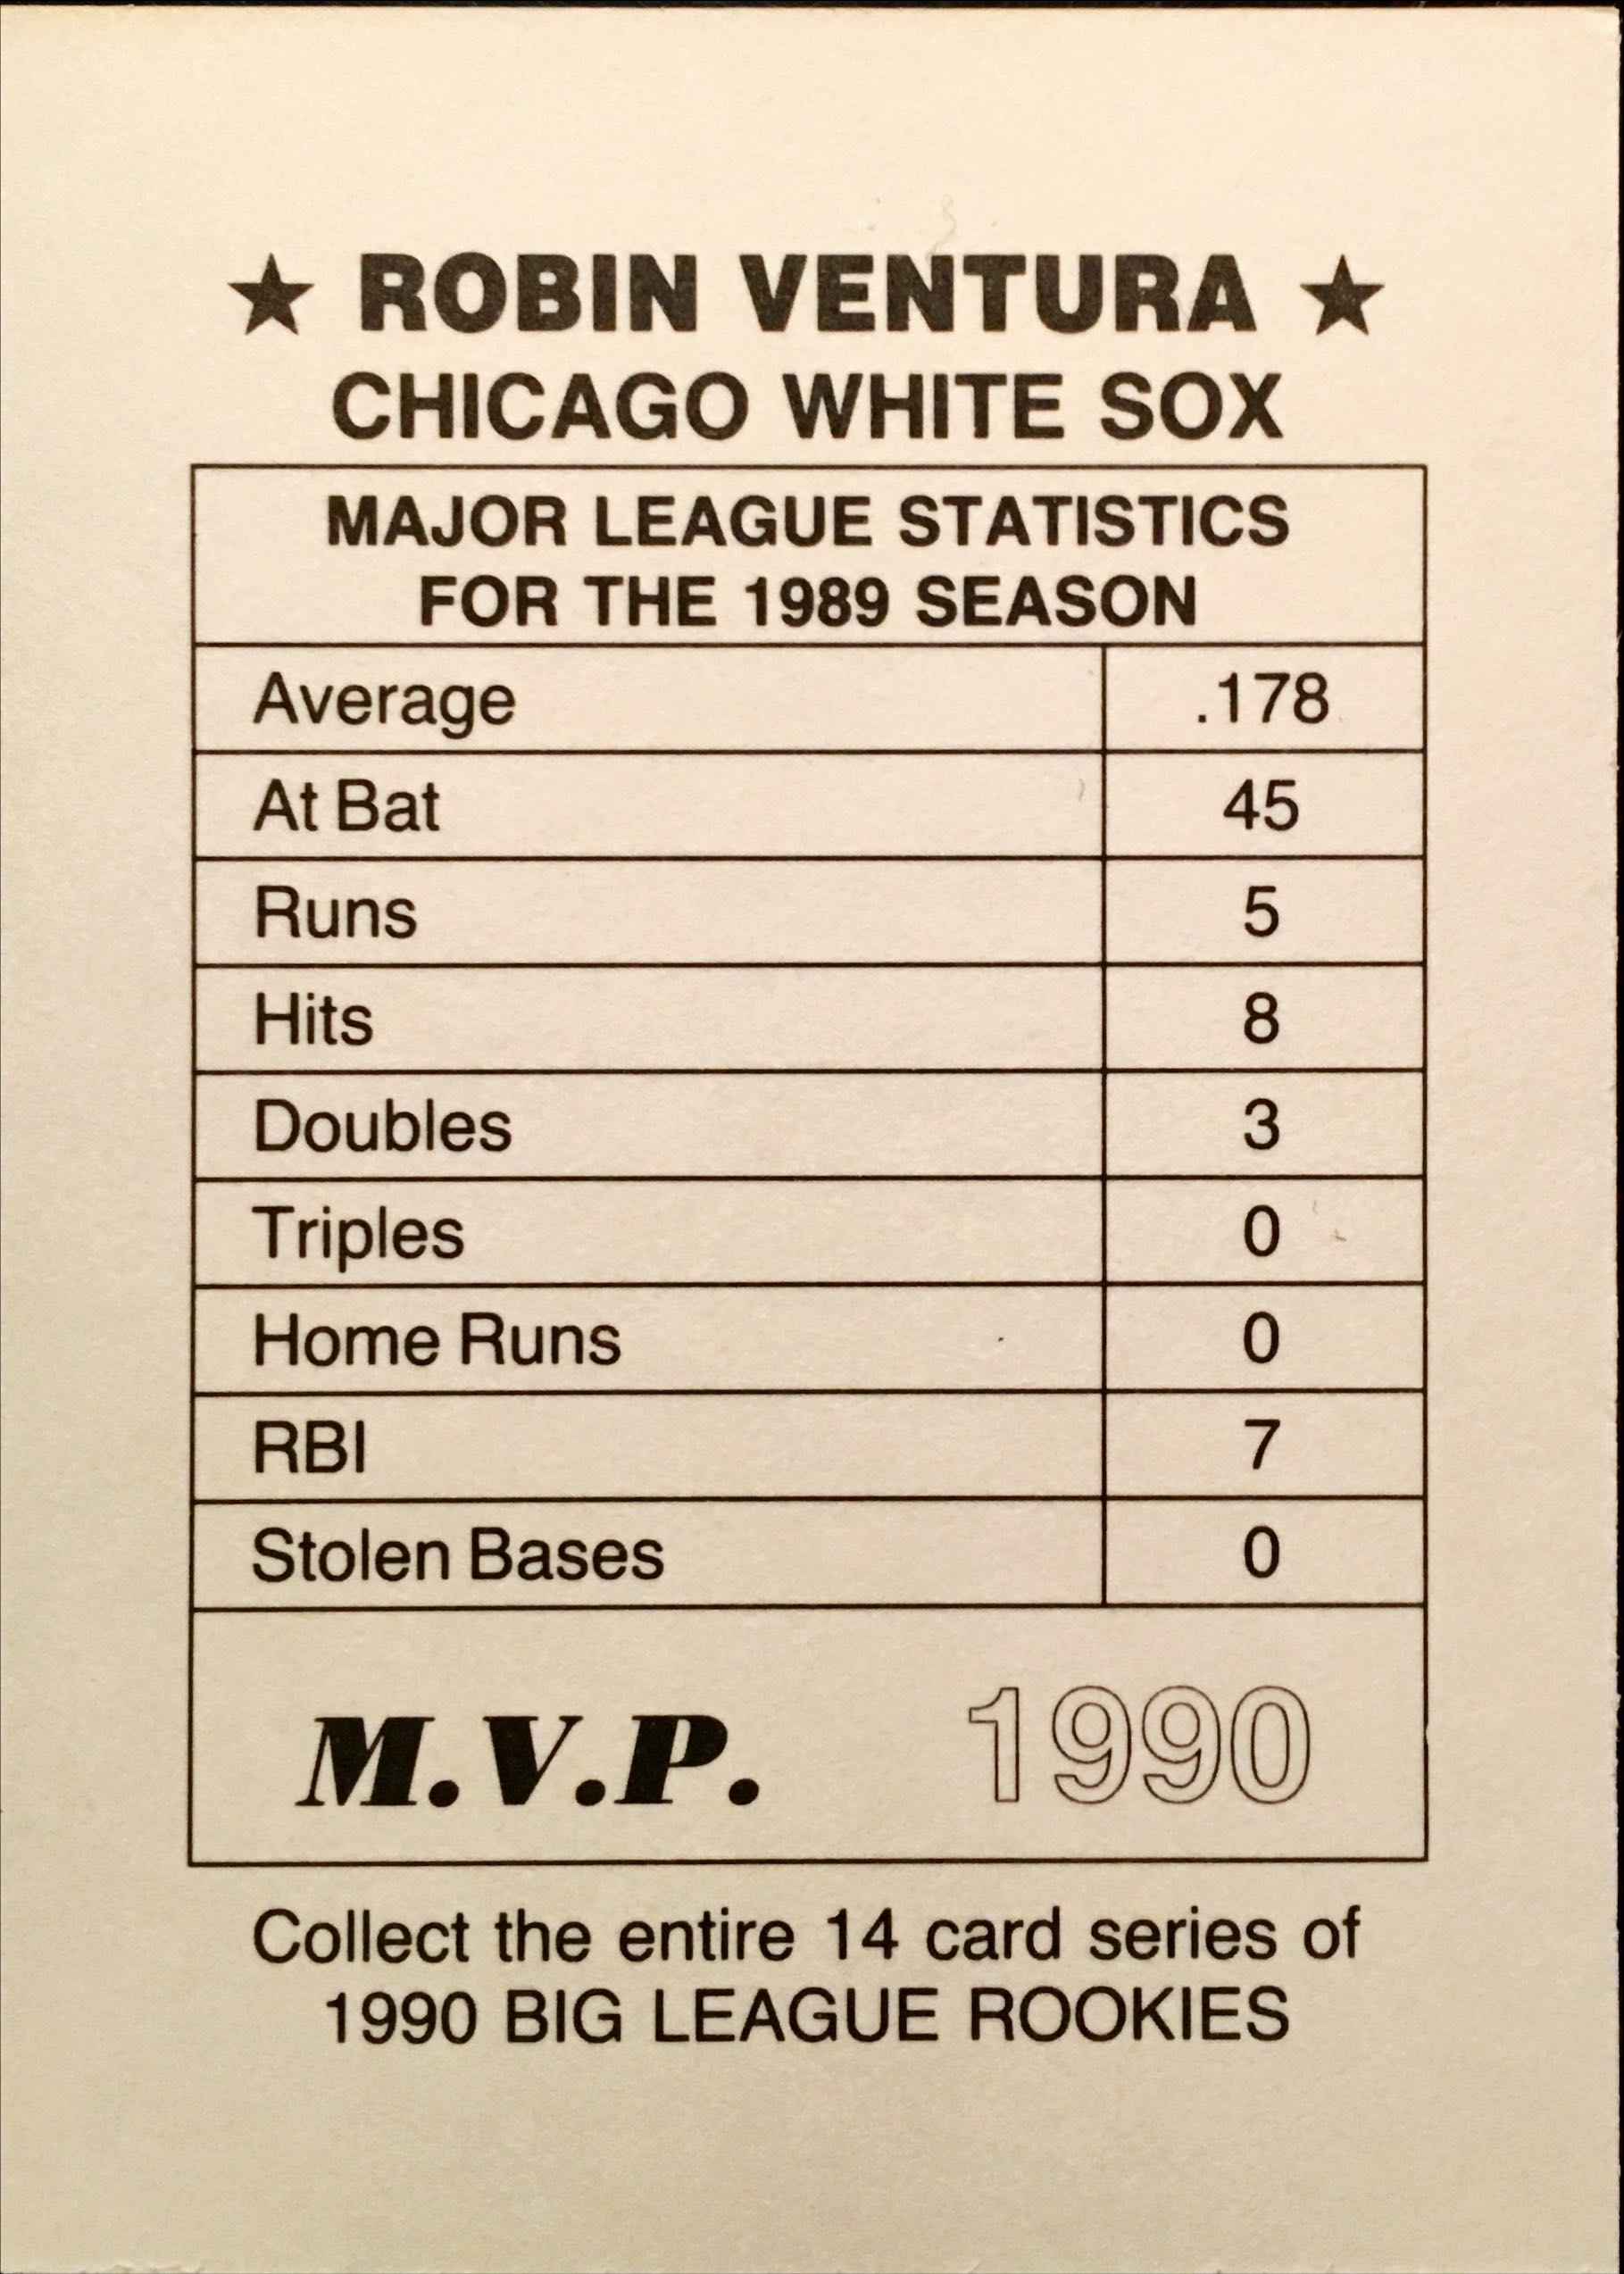 ★ ROBIN VENTURA ★
CHICAGO WHITE SOX
MAJOR LEAGUE STATISTICS
FOR THE 1989 SEASON
Average .178
At Bat 45
Runs 5
Hits 8
Doubles 3
Triples 0
Home Runs 0
RBI 7
Stolen Bases 0
M.V.P. 1990
Collect the entire 14 card series of
1990 BIG LEAGUE ROOKIES